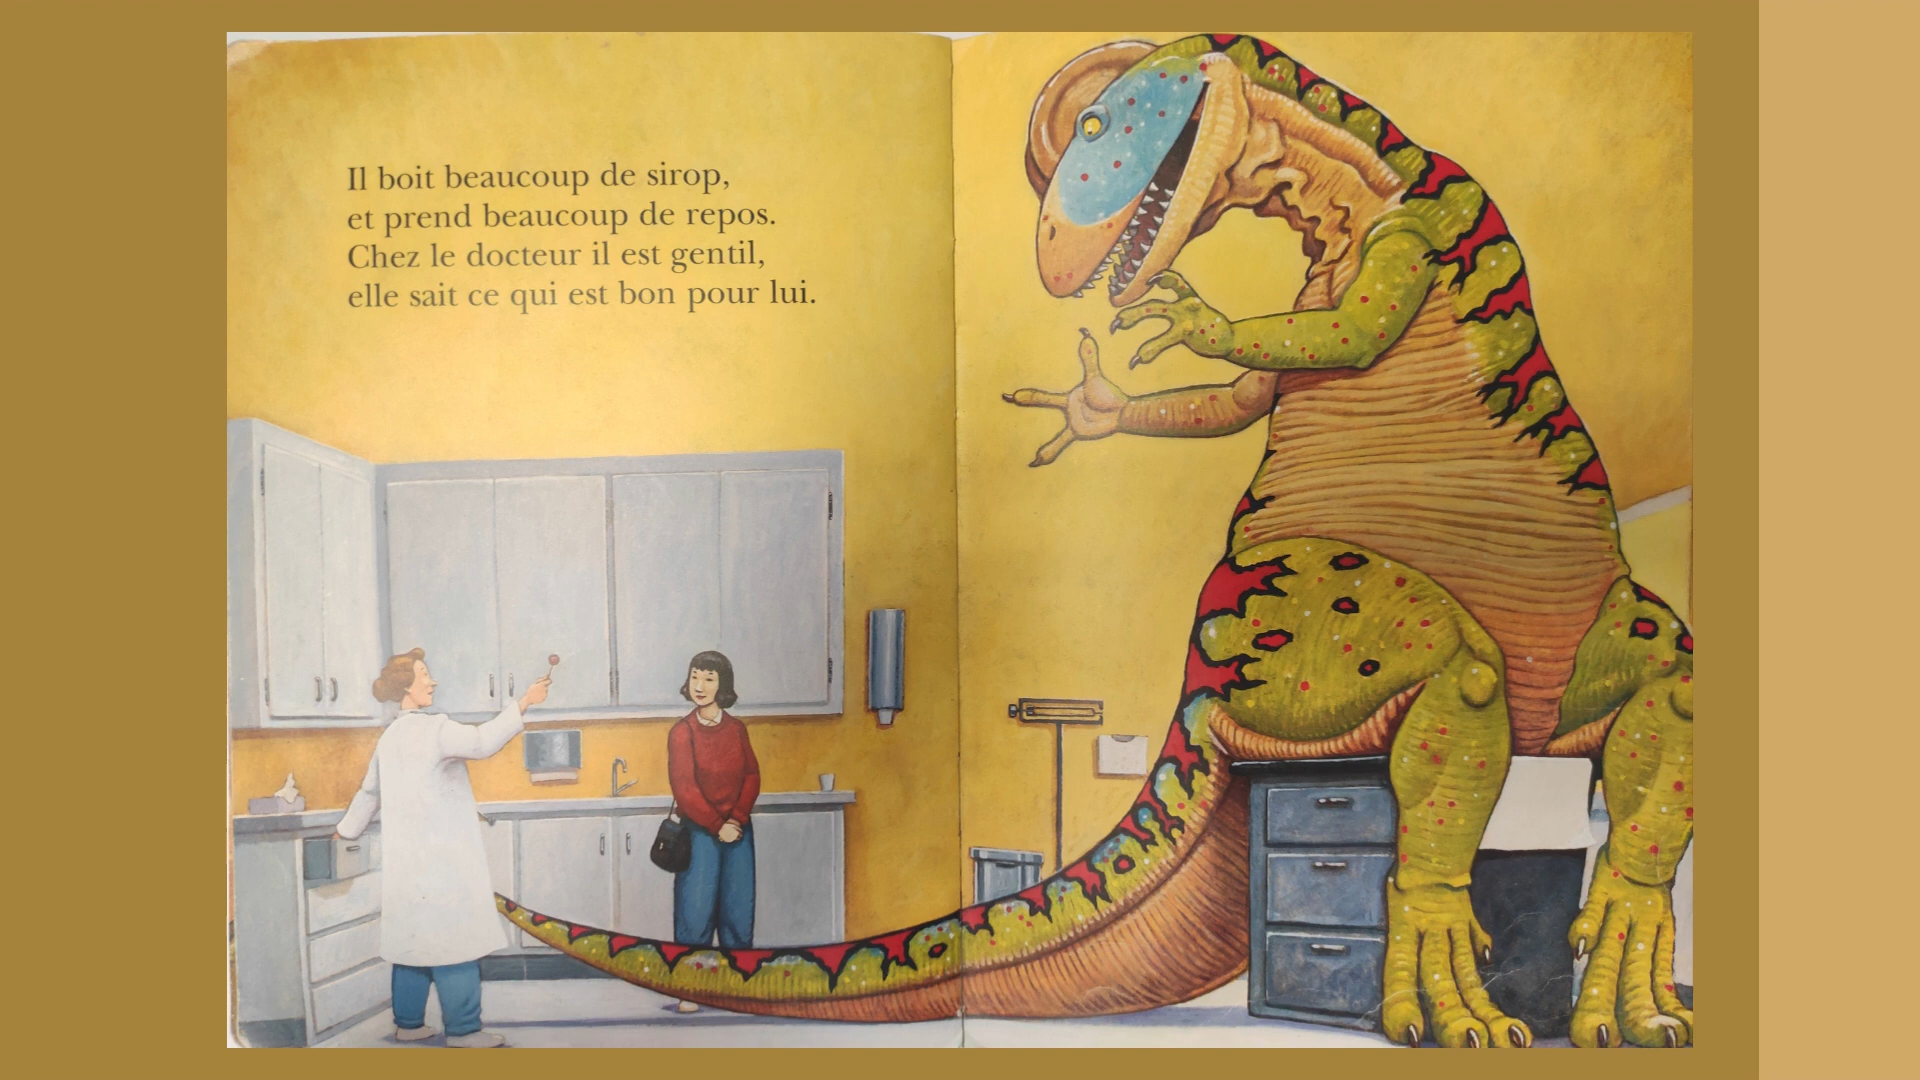 Il boit beaucoup de sirop,
et prend beaucoup de repos.
Chez le docteur il est gentil,
elle sait ce qui est bon pour lui.